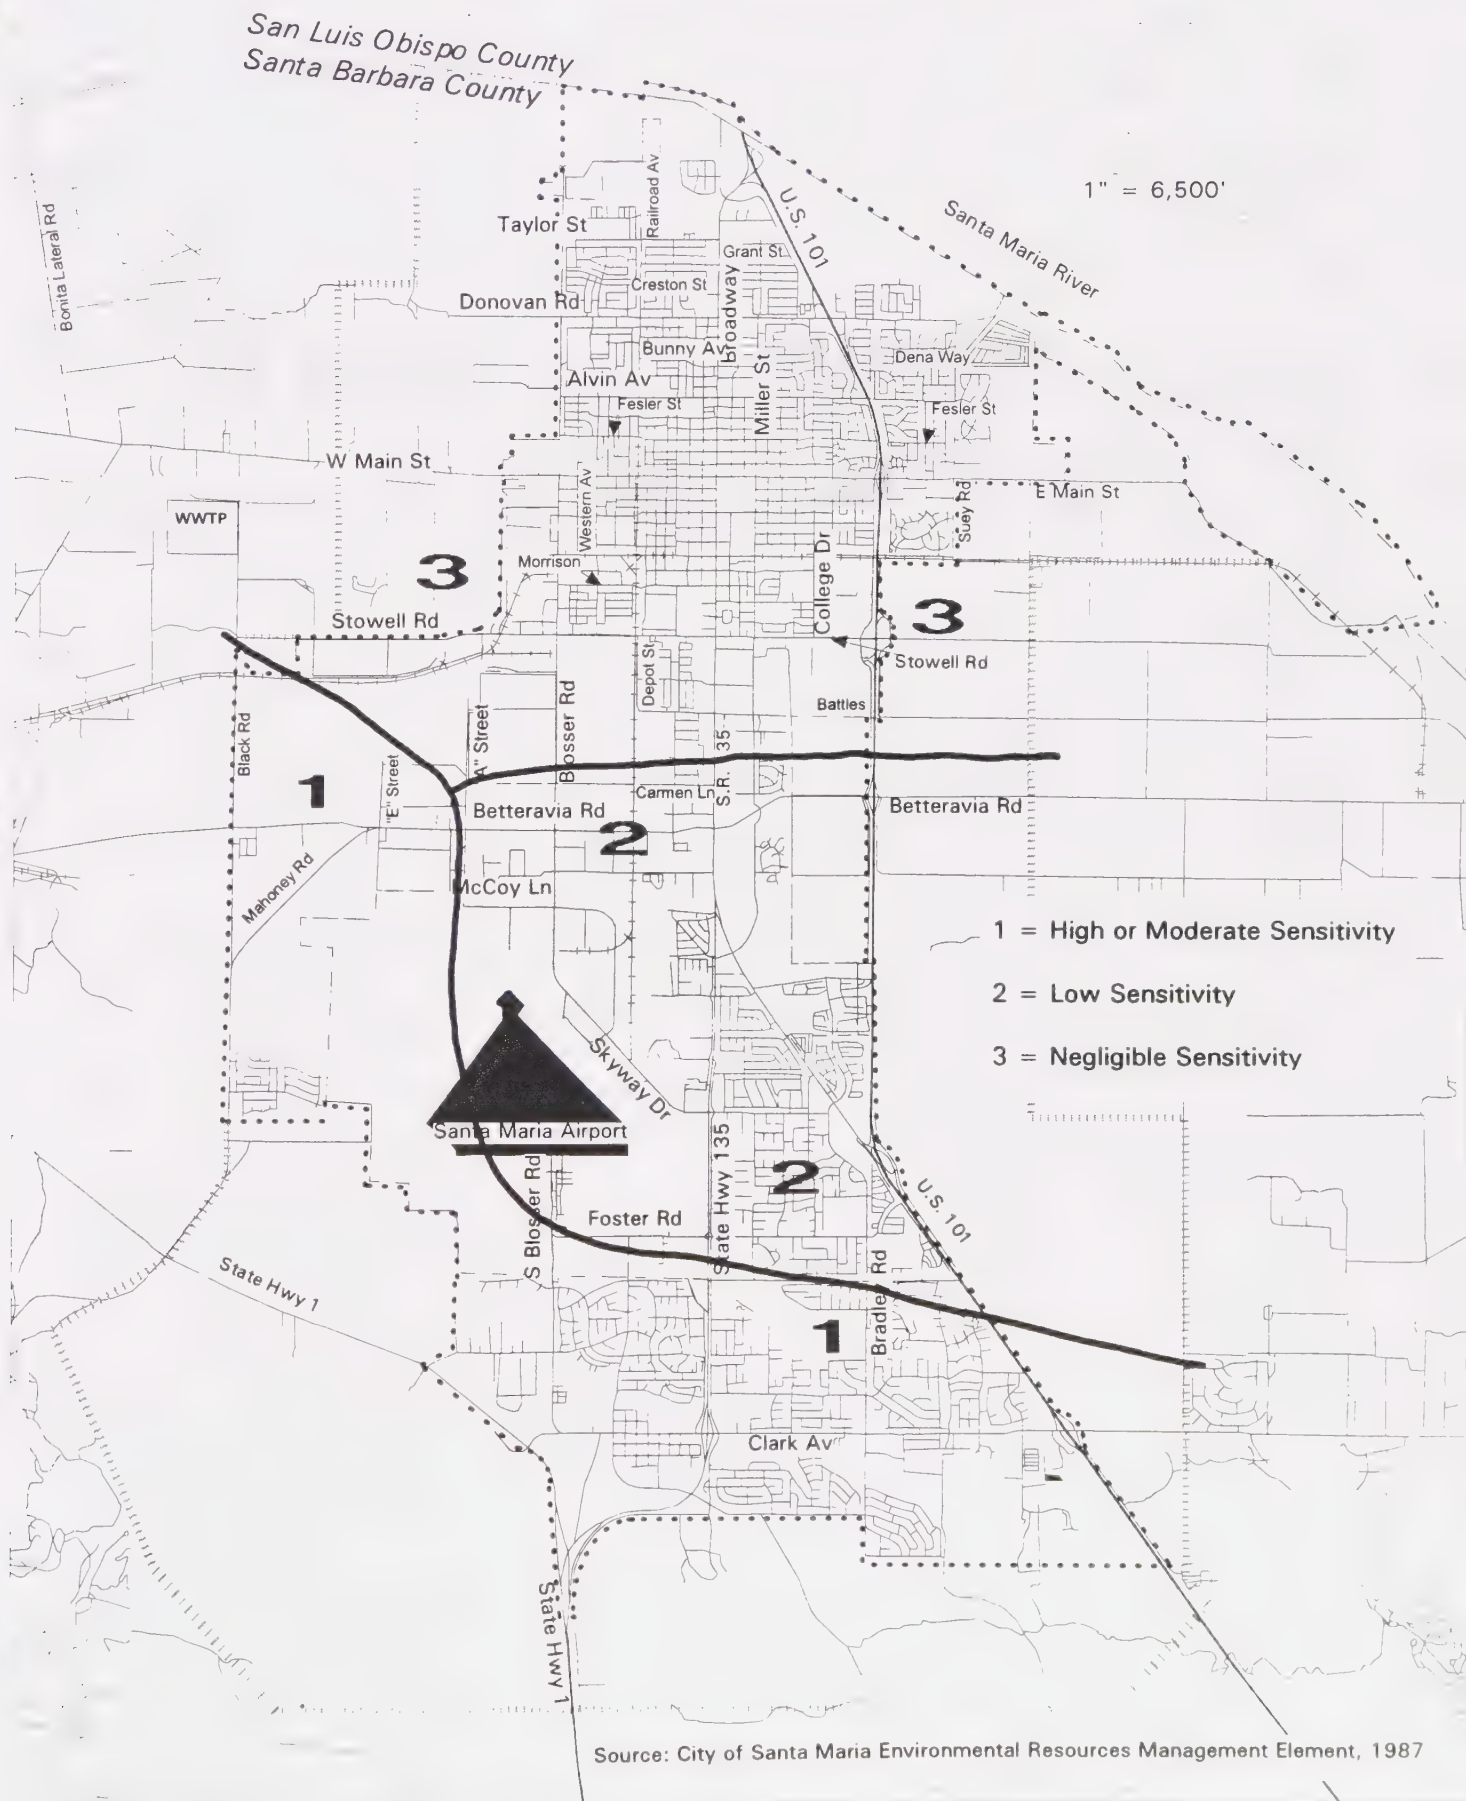 San Luis Obispo County
Santa Barbara County
1" = 6,500'
Bonita Lateral Rd
Railroad Av
U.S. 101
Santa Maria River
Taylor St
Grant St
Creston St
Donovan Rd
Broadway
Bunny Av
Dena Way
Miller St
Alvin Av
Fesler St
Fesler St
W Main St
E Main St
Western Av
Suey Rd
WWTP
3
Morrison
College Dr
3
Stowell Rd
Stowell Rd
Depot St
Blosser Rd
Battles
Black Rd
"A" Street
S.R. 135
1
"E" Street
Carmen Ln
Betteravia Rd
Betteravia Rd
2
Mahoney Rd
McCoy Ln
1 = High or Moderate Sensitivity
2 = Low Sensitivity
3 = Negligible Sensitivity
Skyway Dr
Santa Maria Airport
State Hwy 135
2
S Blosser Rd
Foster Rd
U.S. 101
State Hwy 1
Bradley Rd
1
Clark Av
State Hwy 1
Source: City of Santa Maria Environmental Resources Management Element, 1987